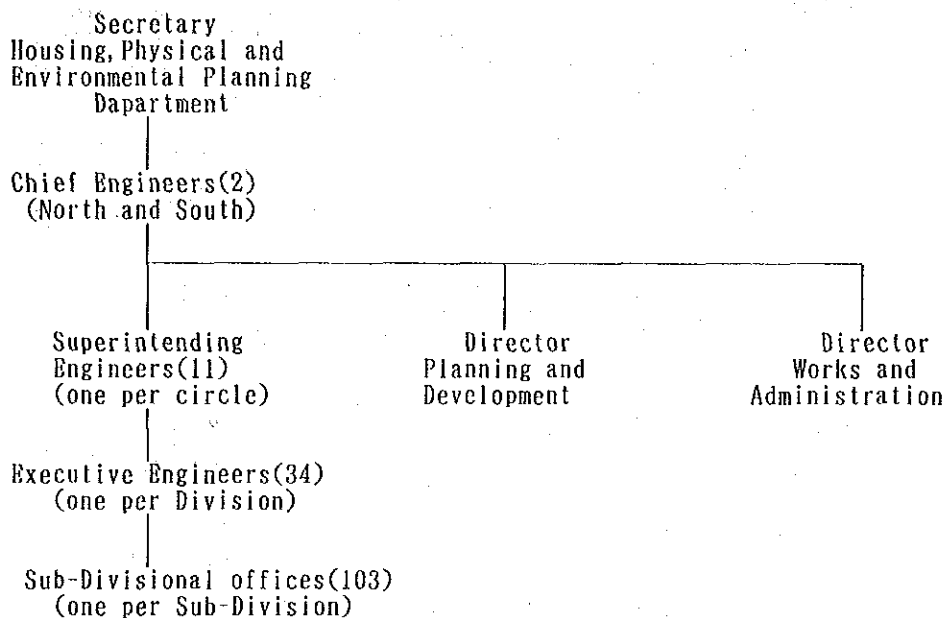 Secretary
Housing, Physical and
Environmental Planning
Dapartment
Chief Engineers(2)
(North and South)
Superintending
Engineers(11)
(one per circle)
Director
Planning and
Development
Director
Works and
Administration
Executive Engineers(34)
(one per Division)
Sub-Divisional offices(103)
(one per Sub-Division)